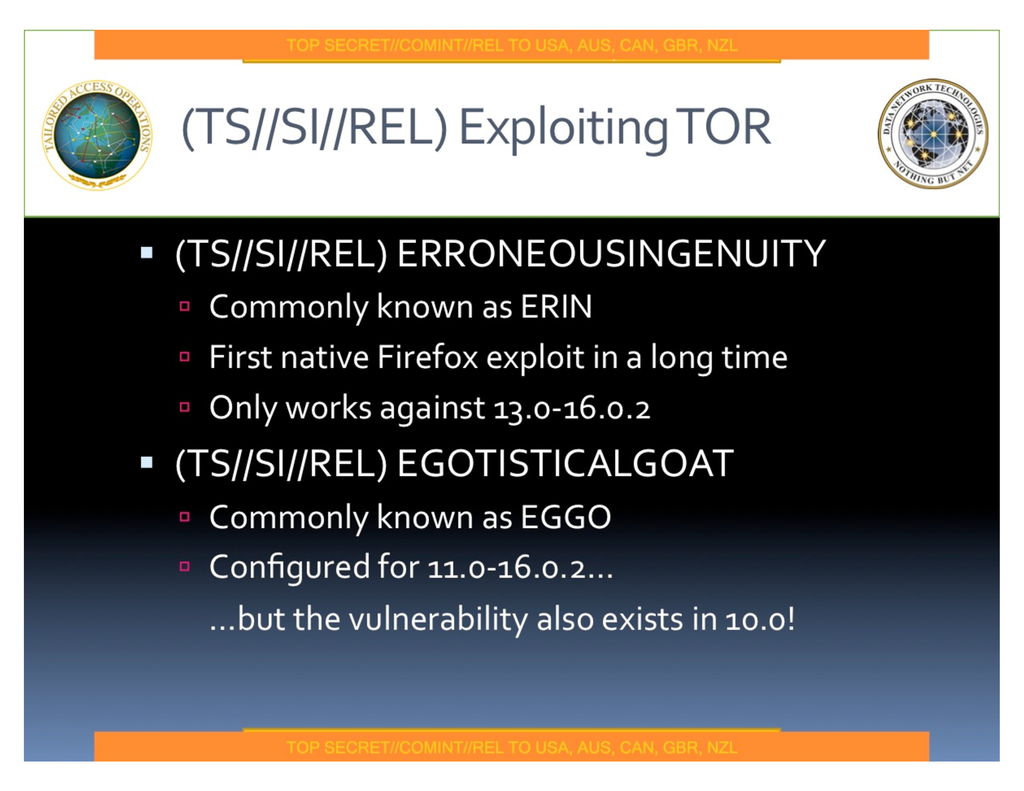 TOP SECRET//COMINT//REL TO USA, AUS, CAN, GBR, NZL
TAILORED ACCESS OPERATIONS
(TS//SI//REL) Exploiting TOR
DATA NETWORK TECHNOLOGIES
NOTHING BUT NET
(TS//SI//REL) ERRONEOUSINGENUITY
Commonly known as ERIN
First native Firefox exploit in a long time
Only works against 13.0-16.0.2
(TS//SI//REL) EGOTISTICALGOAT
Commonly known as EGGO
Configured for 11.0-16.0.2…
…but the vulnerability also exists in 10.0!
TOP SECRET//COMINT//REL TO USA, AUS, CAN, GBR, NZL